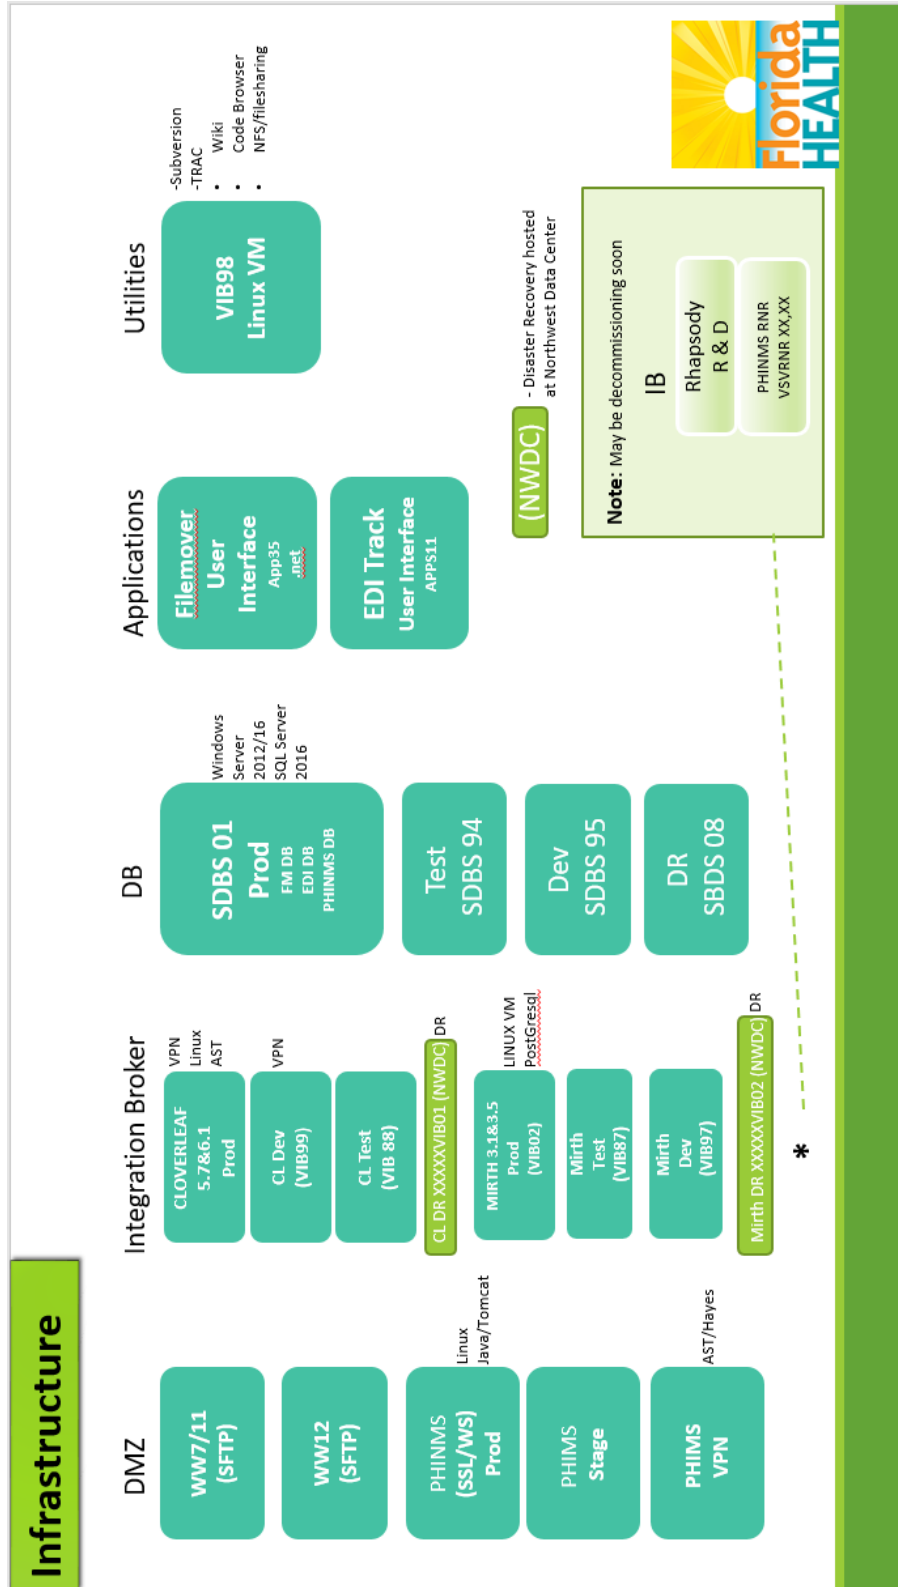 Infrastructure
DMZ
WW7/11
(SFTP)
WW12
(SFTP)
PHINMS
(SSL/WS)
Prod
Linux
Java/Tomcat
PHIMS
Stage
PHIMS
VPN
AST/Hayes
Integration Broker
CLOVERLEAF
5.7&6.1
Prod
VPN
Linux
AST
CL Dev
(VIB99)
VPN
CL Test
(VIB 88)
CL DR XXXXXVIB01 (NWDC) DR
MIRTH 3.1&3.5
Prod
(VIB02)
LINUX VM
PostGresql
Mirth
Test
(VIB87)
Mirth
Dev
(VIB97)
Mirth DR XXXXXVIB02 (NWDC) DR
*
DB
SDBS 01
Prod
FM DB
EDI DB
PHINMS DB
Windows
Server
2012/16
SQL Server
2016
Test
SDBS 94
Dev
SDBS 95
DR
SBDS 08
Applications
Filemover
User
Interface
App35
.net
EDI Track
User Interface
APPS11
Utilities
VIB98
Linux VM
-Subversion
-TRAC
• Wiki
• Code Browser
• NFS/filesharing
(NWDC)
- Disaster Recovery hosted
at Northwest Data Center
Note: May be decommissioning soon
IB
Rhapsody
R & D
PHINMS RNR
VSVRNR XX,XX
Florida
HEALTH